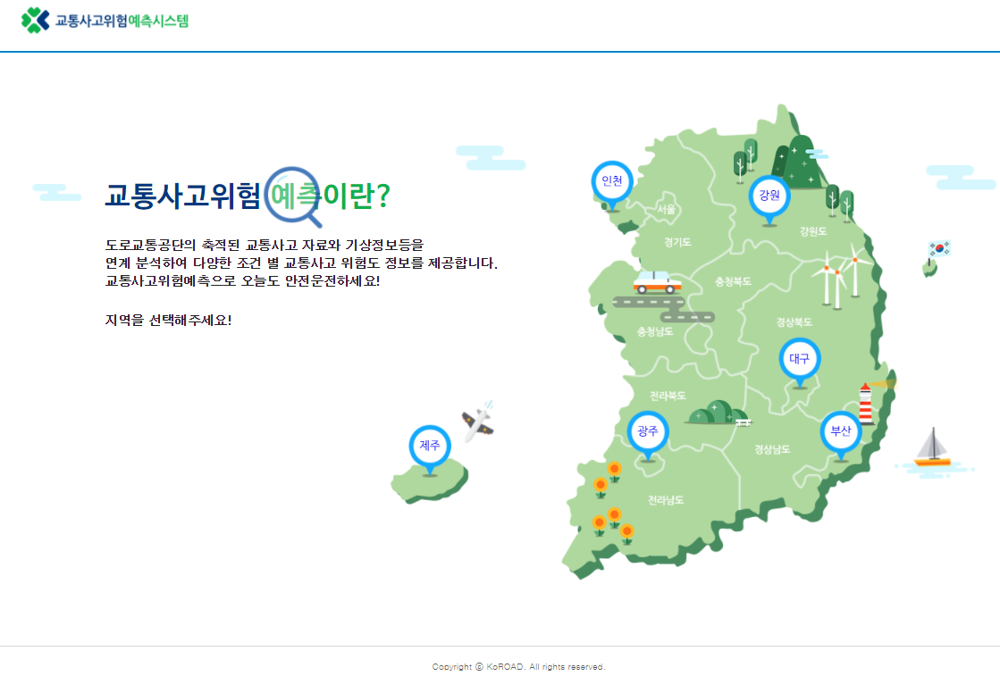 교통사고위험예측시스템
교통사고위험 예측이란?
도로교통공단의 축적된 교통사고 자료와 기상정보등을
연계 분석하여 다양한 조건 별 교통사고 위험도 정보를 제공합니다.
교통사고위험예측으로 오늘도 안전운전하세요!
지역을 선택해주세요!
인천
강원
서울
강원도
경기도
충청북도
경상북도
충청남도
대구
전라북도
광주
부산
제주
경상남도
전라남도
Copyright ⓒ KoROAD. All rights reserved.